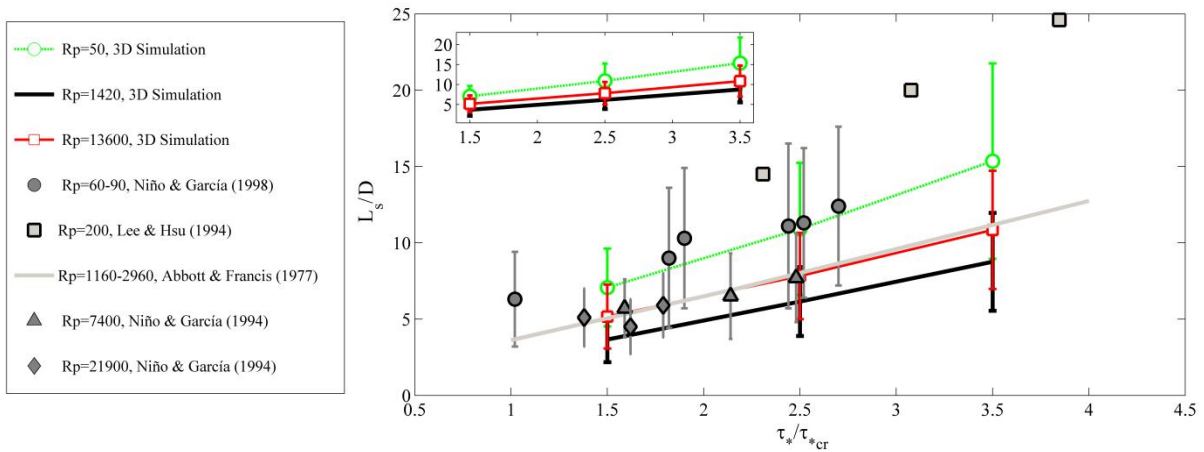 Rp=50, 3D Simulation
Rp=1420, 3D Simulation
Rp=13600, 3D Simulation
Rp=60-90, Niño & García (1998)
Rp=200, Lee & Hsu (1994)
Rp=1160-2960, Abbott & Francis (1977)
Rp=7400, Niño & García (1994)
Rp=21900, Niño & García (1994)
25
20
15
10
5
0
L_s/D
20
15
10
5
1.5 2 2.5 3 3.5
0.5 1 1.5 2 2.5 3 3.5 4 4.5
τ_*/τ_*cr